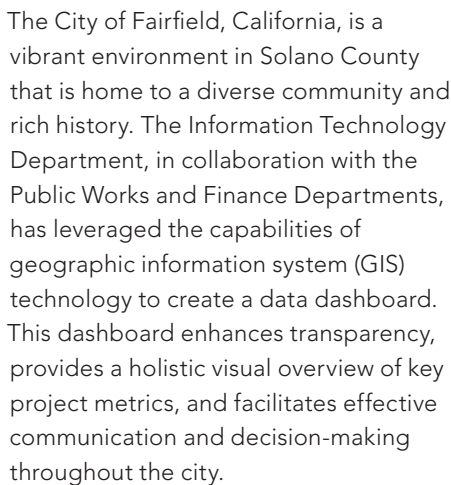 The City of Fairfield, California, is a
vibrant environment in Solano County
that is home to a diverse community and
rich history. The Information Technology
Department, in collaboration with the
Public Works and Finance Departments,
has leveraged the capabilities of
geographic information system (GIS)
technology to create a data dashboard.
This dashboard enhances transparency,
provides a holistic visual overview of key
project metrics, and facilitates effective
communication and decision-making
throughout the city.